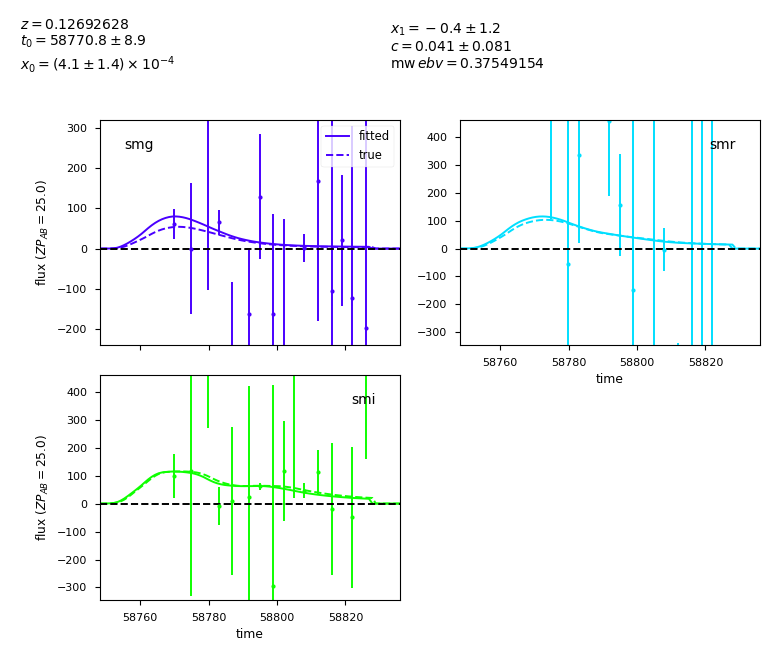 z = 0.12692628
t₀ = 58770.8 ± 8.9
x₀ = (4.1 ± 1.4) × 10⁻⁴
x₁ = −0.4 ± 1.2
c = 0.041 ± 0.081
mw ebv = 0.37549154
smg
fitted
true
300
200
100
0
−100
−200
flux (ZP_AB = 25.0)
smr
400
300
200
100
0
−100
−200
−300
58760 58780 58800 58820
time
smi
400
300
200
100
0
−100
−200
−300
flux (ZP_AB = 25.0)
58760 58780 58800 58820
time